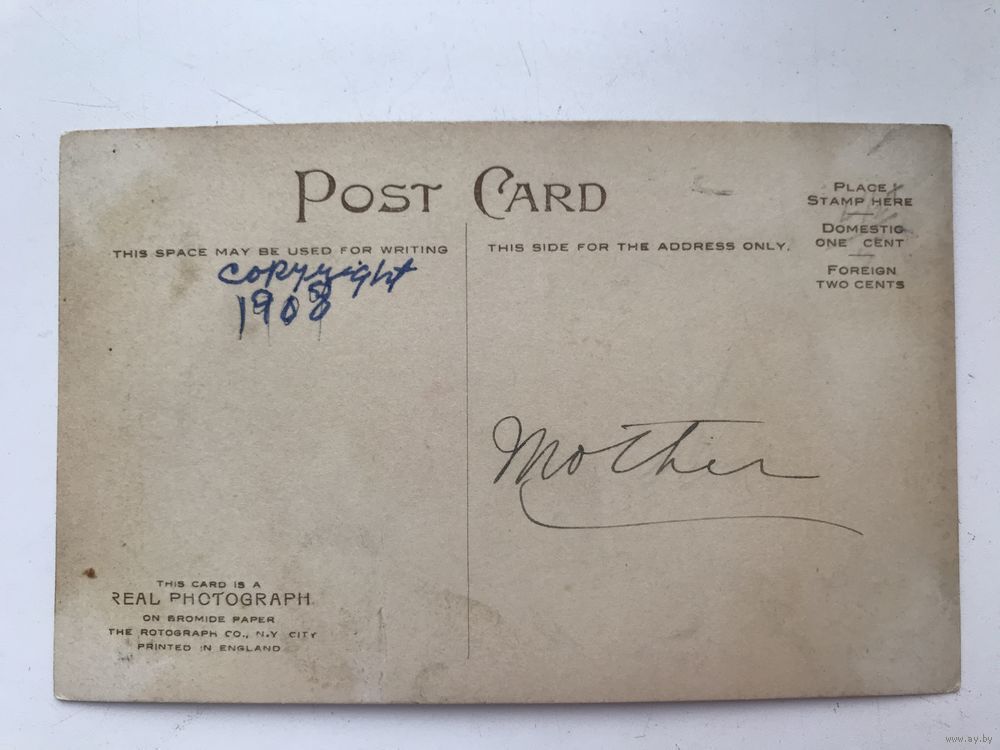 POST CARD
PLACE
STAMP HERE
DOMESTIC
ONE CENT
FOREIGN
TWO CENTS
THIS SPACE MAY BE USED FOR WRITING
THIS SIDE FOR THE ADDRESS ONLY.
copyright
1908
Mother
THIS CARD IS A
REAL PHOTOGRAPH
ON BROMIDE PAPER
THE ROTOGRAPH CO., N.Y CITY
PRINTED IN ENGLAND
www.ay.by